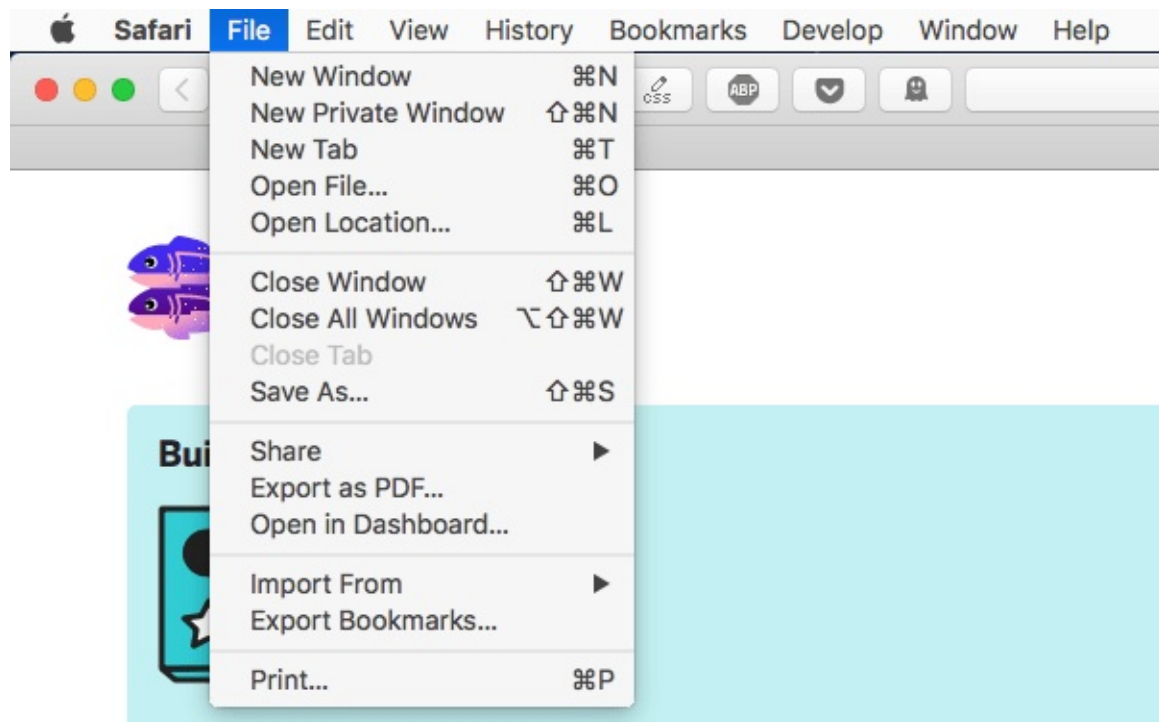 Safari File Edit View History Bookmarks Develop Window Help
css ABP
New Window ⌘N
New Private Window ⇧⌘N
New Tab ⌘T
Open File... ⌘O
Open Location... ⌘L
Close Window ⇧⌘W
Close All Windows ⌥⇧⌘W
Close Tab
Save As... ⇧⌘S
Bui
Share ▶
Export as PDF...
Open in Dashboard...
Import From ▶
Export Bookmarks...
Print... ⌘P